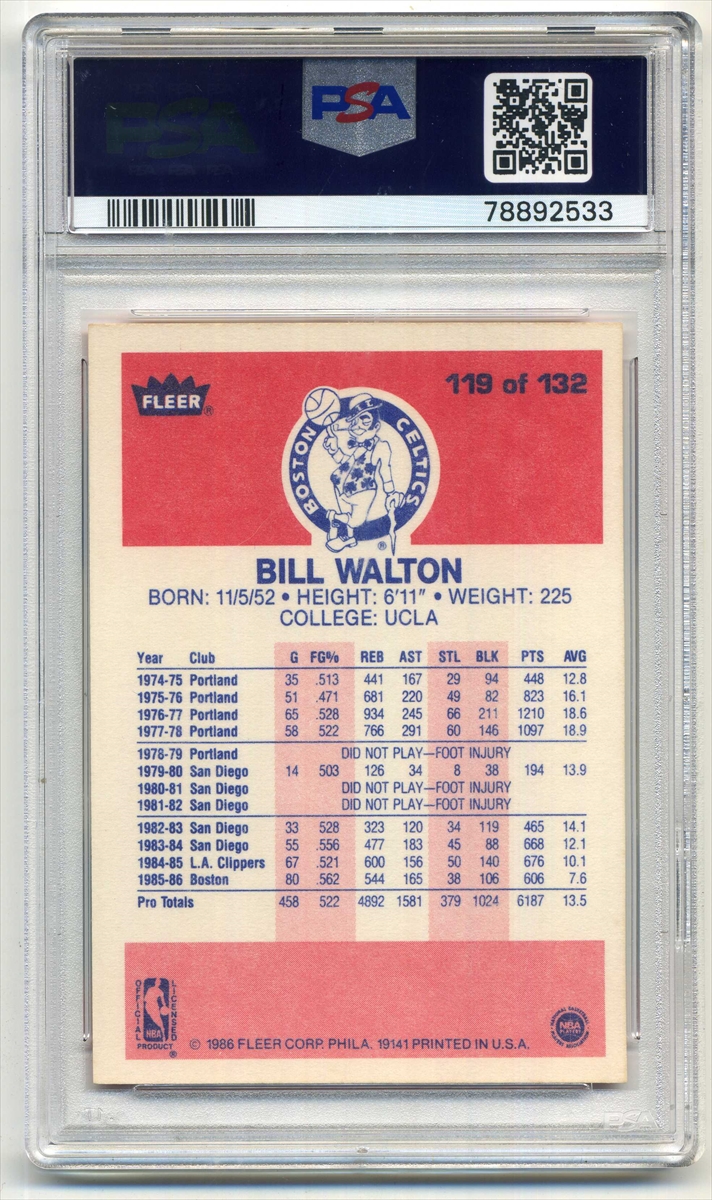 PSA PSA
78892533
FLEER® 119 of 132
BOSTON CELTICS
®
BILL WALTON
BORN: 11/5/52 • HEIGHT: 6'11" • WEIGHT: 225
COLLEGE: UCLA
Year Club G FG% REB AST STL BLK PTS AVG
1974-75 Portland 35 .513 441 167 29 94 448 12.8
1975-76 Portland 51 .471 681 220 49 82 823 16.1
1976-77 Portland 65 .528 934 245 66 211 1210 18.6
1977-78 Portland 58 .522 766 291 60 146 1097 18.9
1978-79 Portland DID NOT PLAY—FOOT INJURY
1979-80 San Diego 14 .503 126 34 8 38 194 13.9
1980-81 San Diego DID NOT PLAY—FOOT INJURY
1981-82 San Diego DID NOT PLAY—FOOT INJURY
1982-83 San Diego 33 .528 323 120 34 119 465 14.1
1983-84 San Diego 55 .556 477 183 45 88 668 12.1
1984-85 L.A. Clippers 67 .521 600 156 50 140 676 10.1
1985-86 Boston 80 .562 544 165 38 106 606 7.6
Pro Totals 458 .522 4892 1581 379 1024 6187 13.5
OFFICIAL LICENSED
NBA
PRODUCT ®
NATIONAL BASKETBALL
NBA
PLAYERS
ASSOCIATION
© 1986 FLEER CORP. PHILA. 19141 PRINTED IN U.S.A.
PSA